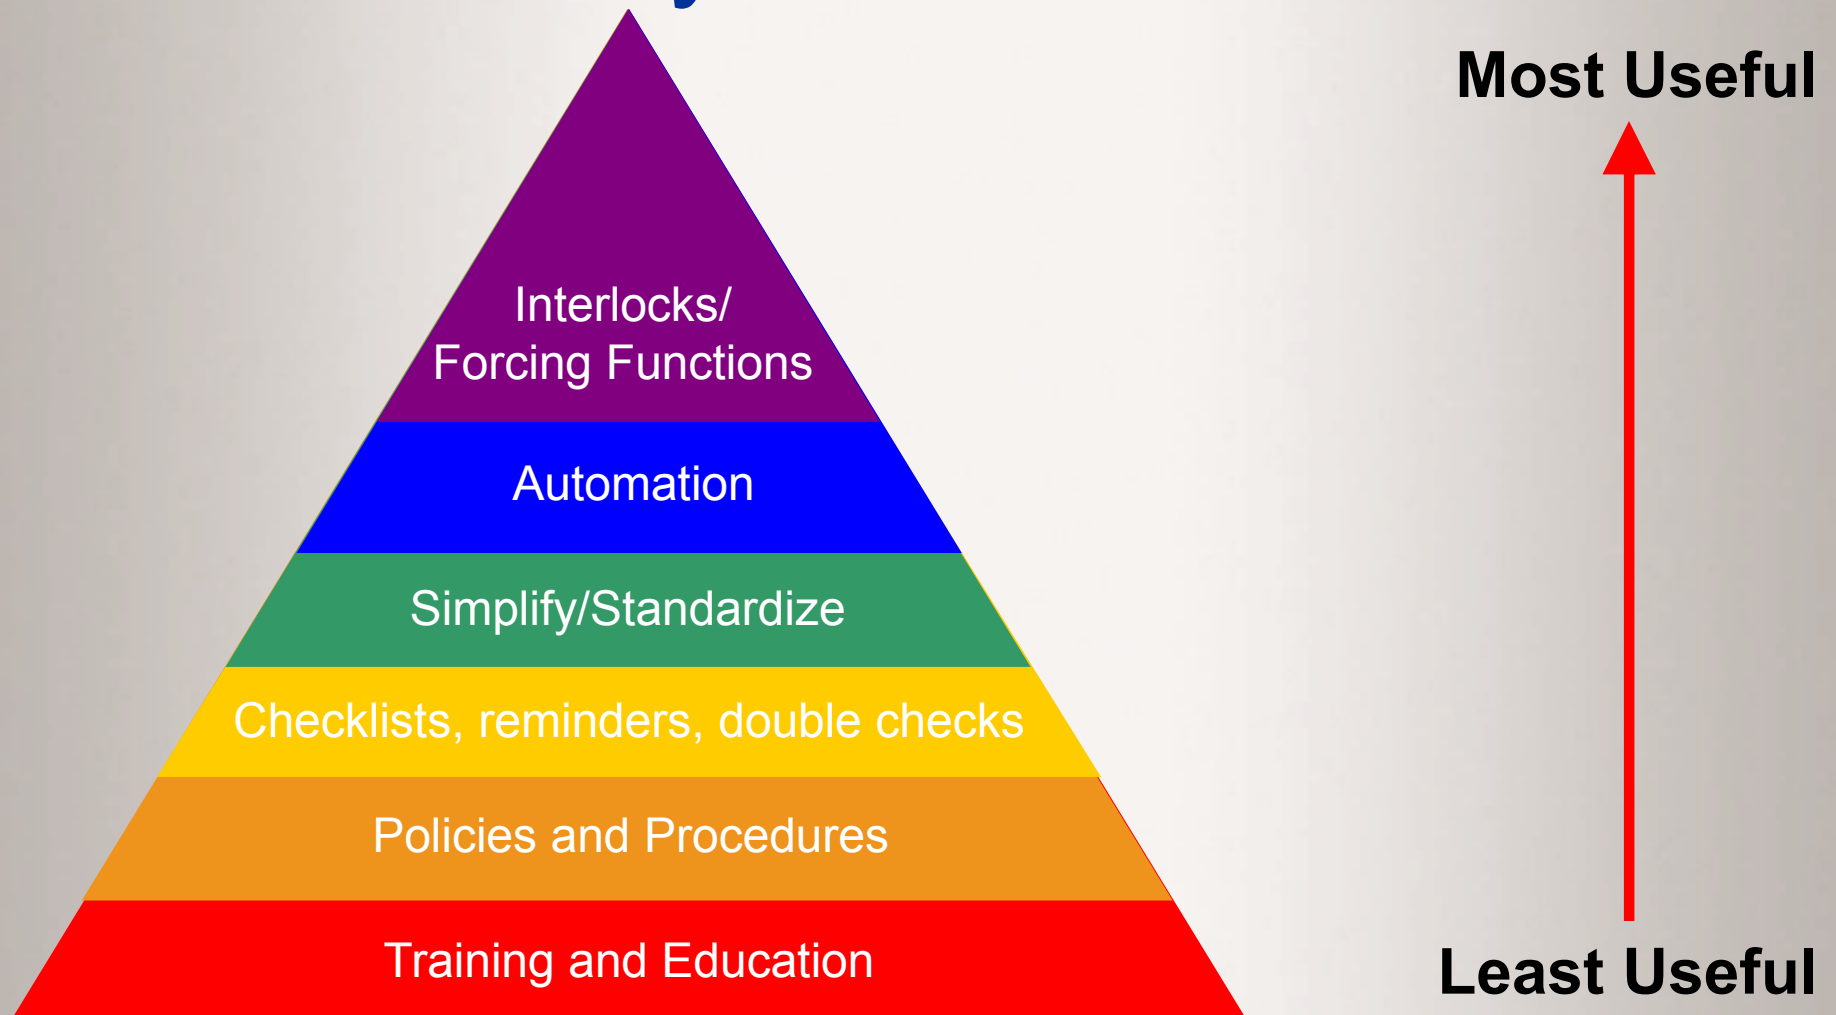 Most Useful
Interlocks/
Forcing Functions
Automation
Simplify/Standardize
Checklists, reminders, double checks
Policies and Procedures
Training and Education
Least Useful